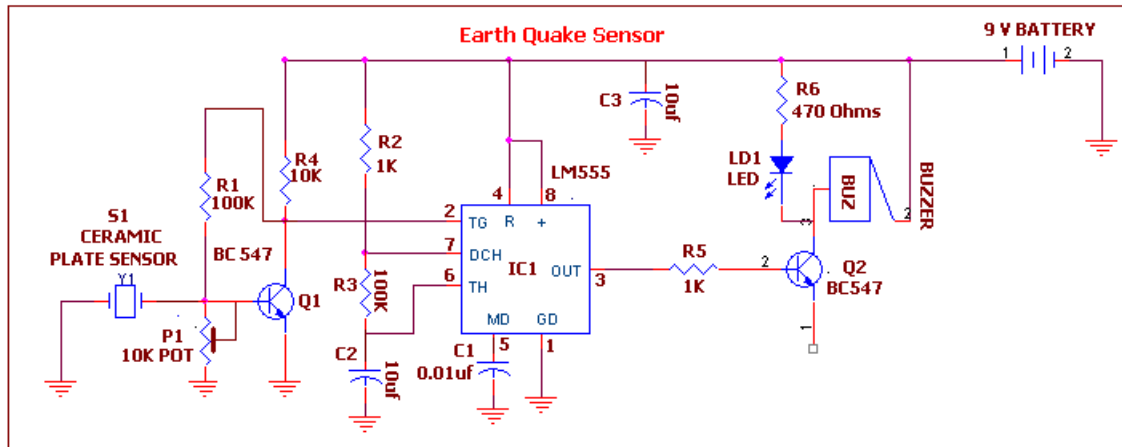 Earth Quake Sensor
9 V BATTERY
1
2
R6
470 Ohms
C3
10uf
R2
1K
R4
10K
R1
100K
LM555
LD1
LED
BUZ
BUZZER
2
3
4
8
S1
CERAMIC
PLATE SENSOR
Y1
BC 547
2
TG
R
+
7
DCH
IC1
OUT
3
6
TH
MD
GD
R3
100K
R5
1K
2
Q2
BC547
1
Q1
P1
10K POT
C2
10uf
C1
0.01uf
5
1